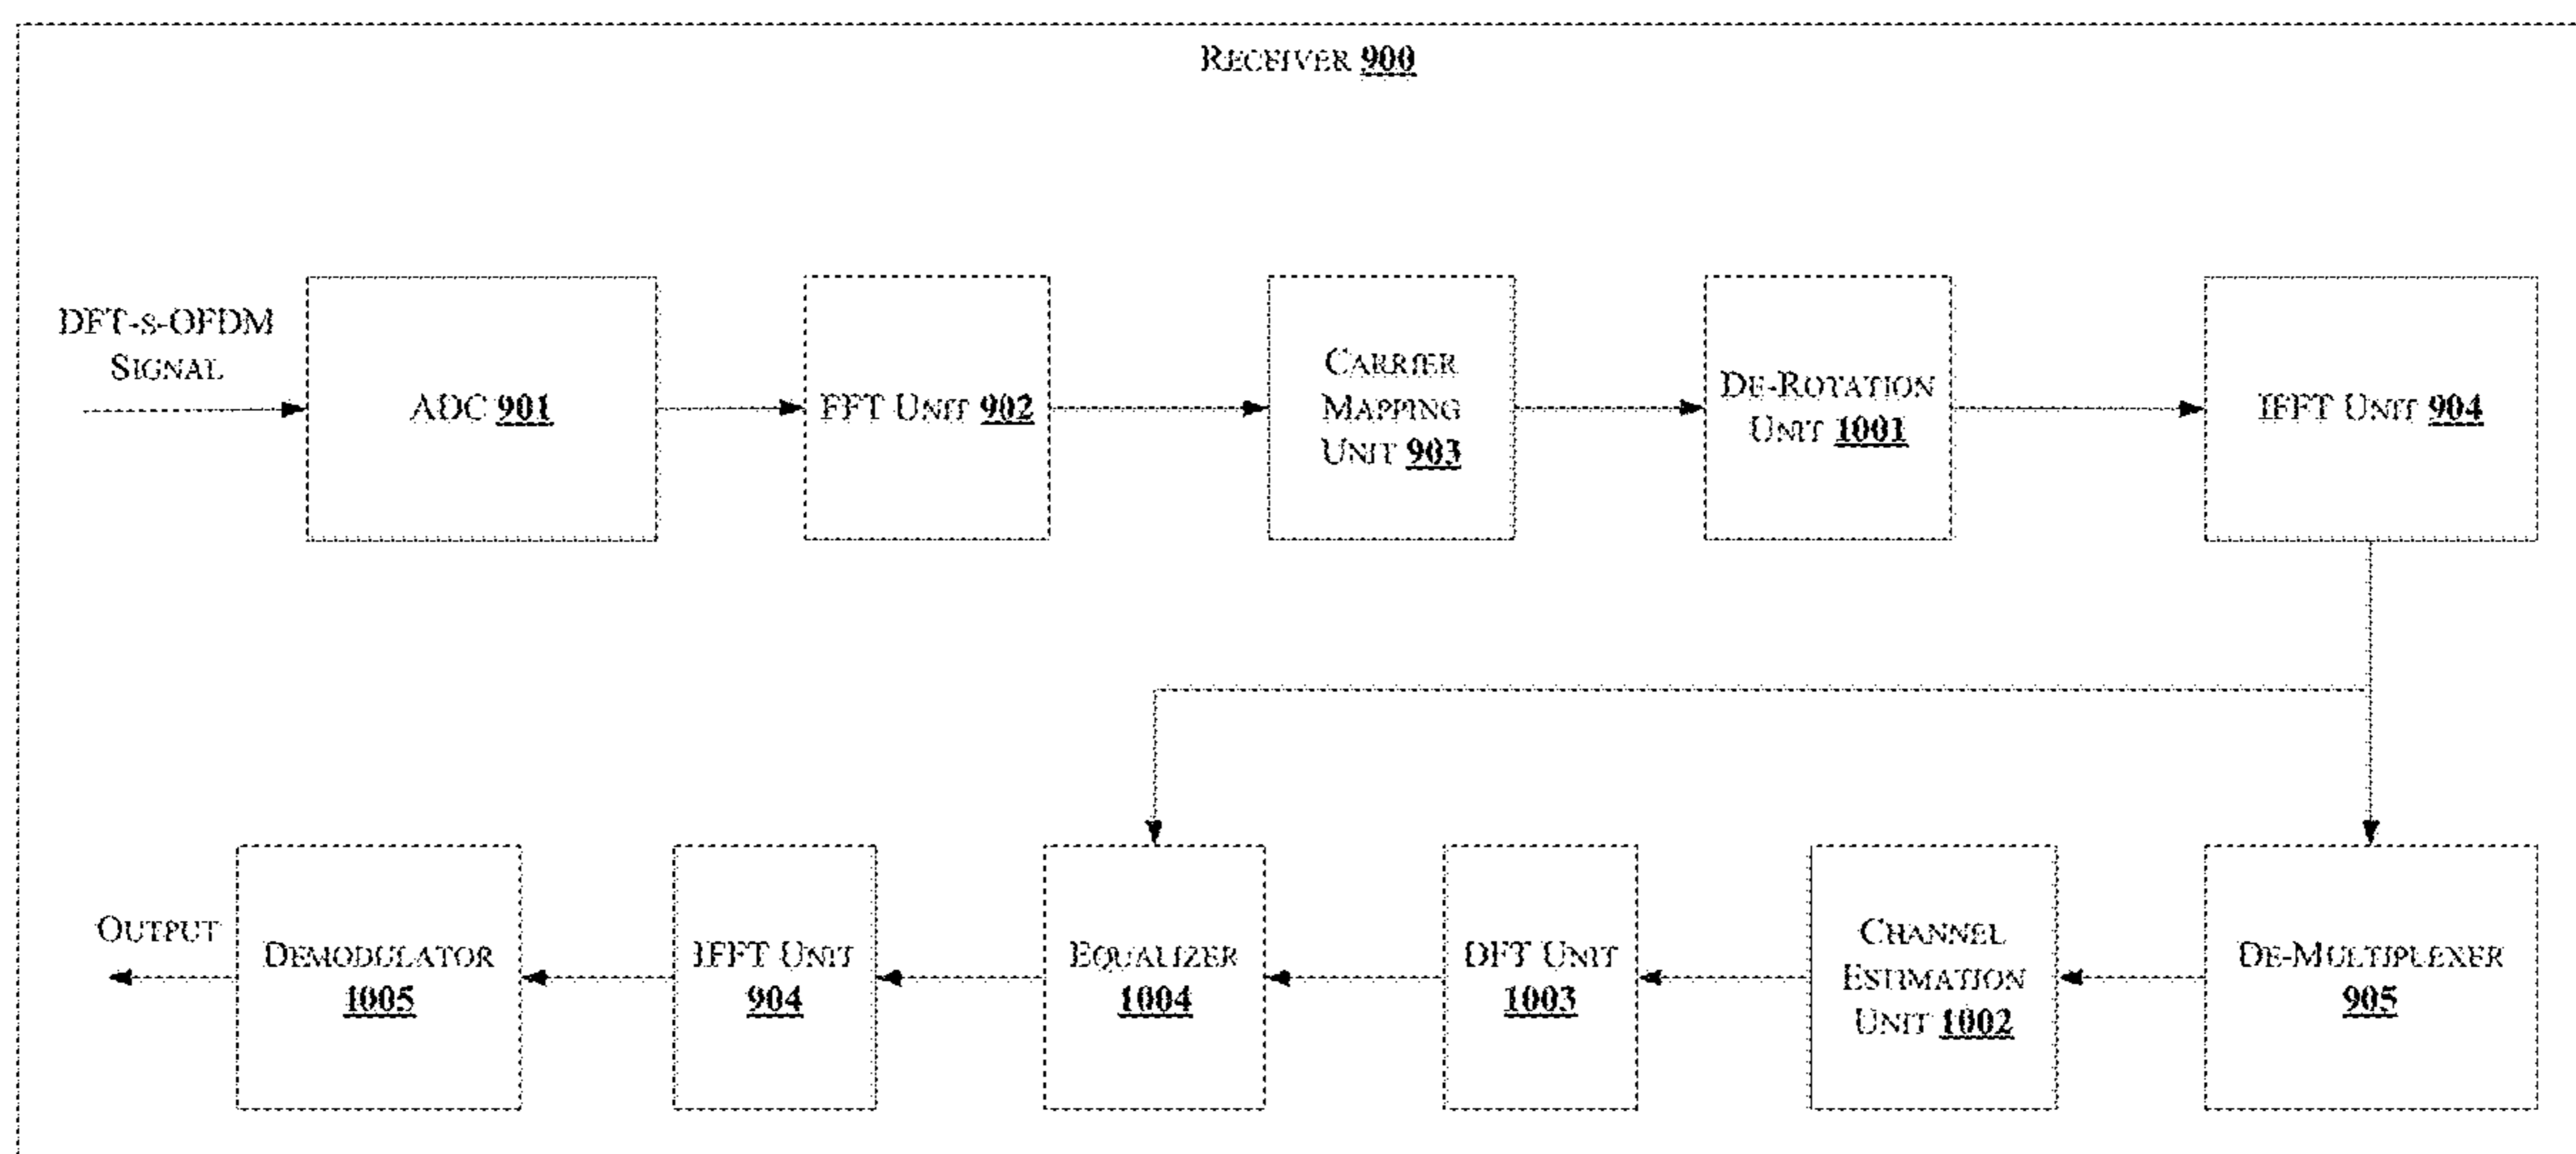 RECEIVER 900
DFT-S-OFDM
SIGNAL
ADC 901
FFT UNIT 902
CARRIER
MAPPING
UNIT 903
DE-ROTATION
UNIT 1001
IFFT UNIT 904
OUTPUT
DEMODULATOR
1005
IFFT UNIT
904
EQUALIZER
1004
DFT UNIT
1003
CHANNEL
ESTIMATION
UNIT 1002
DE-MULTIPLEXER
905